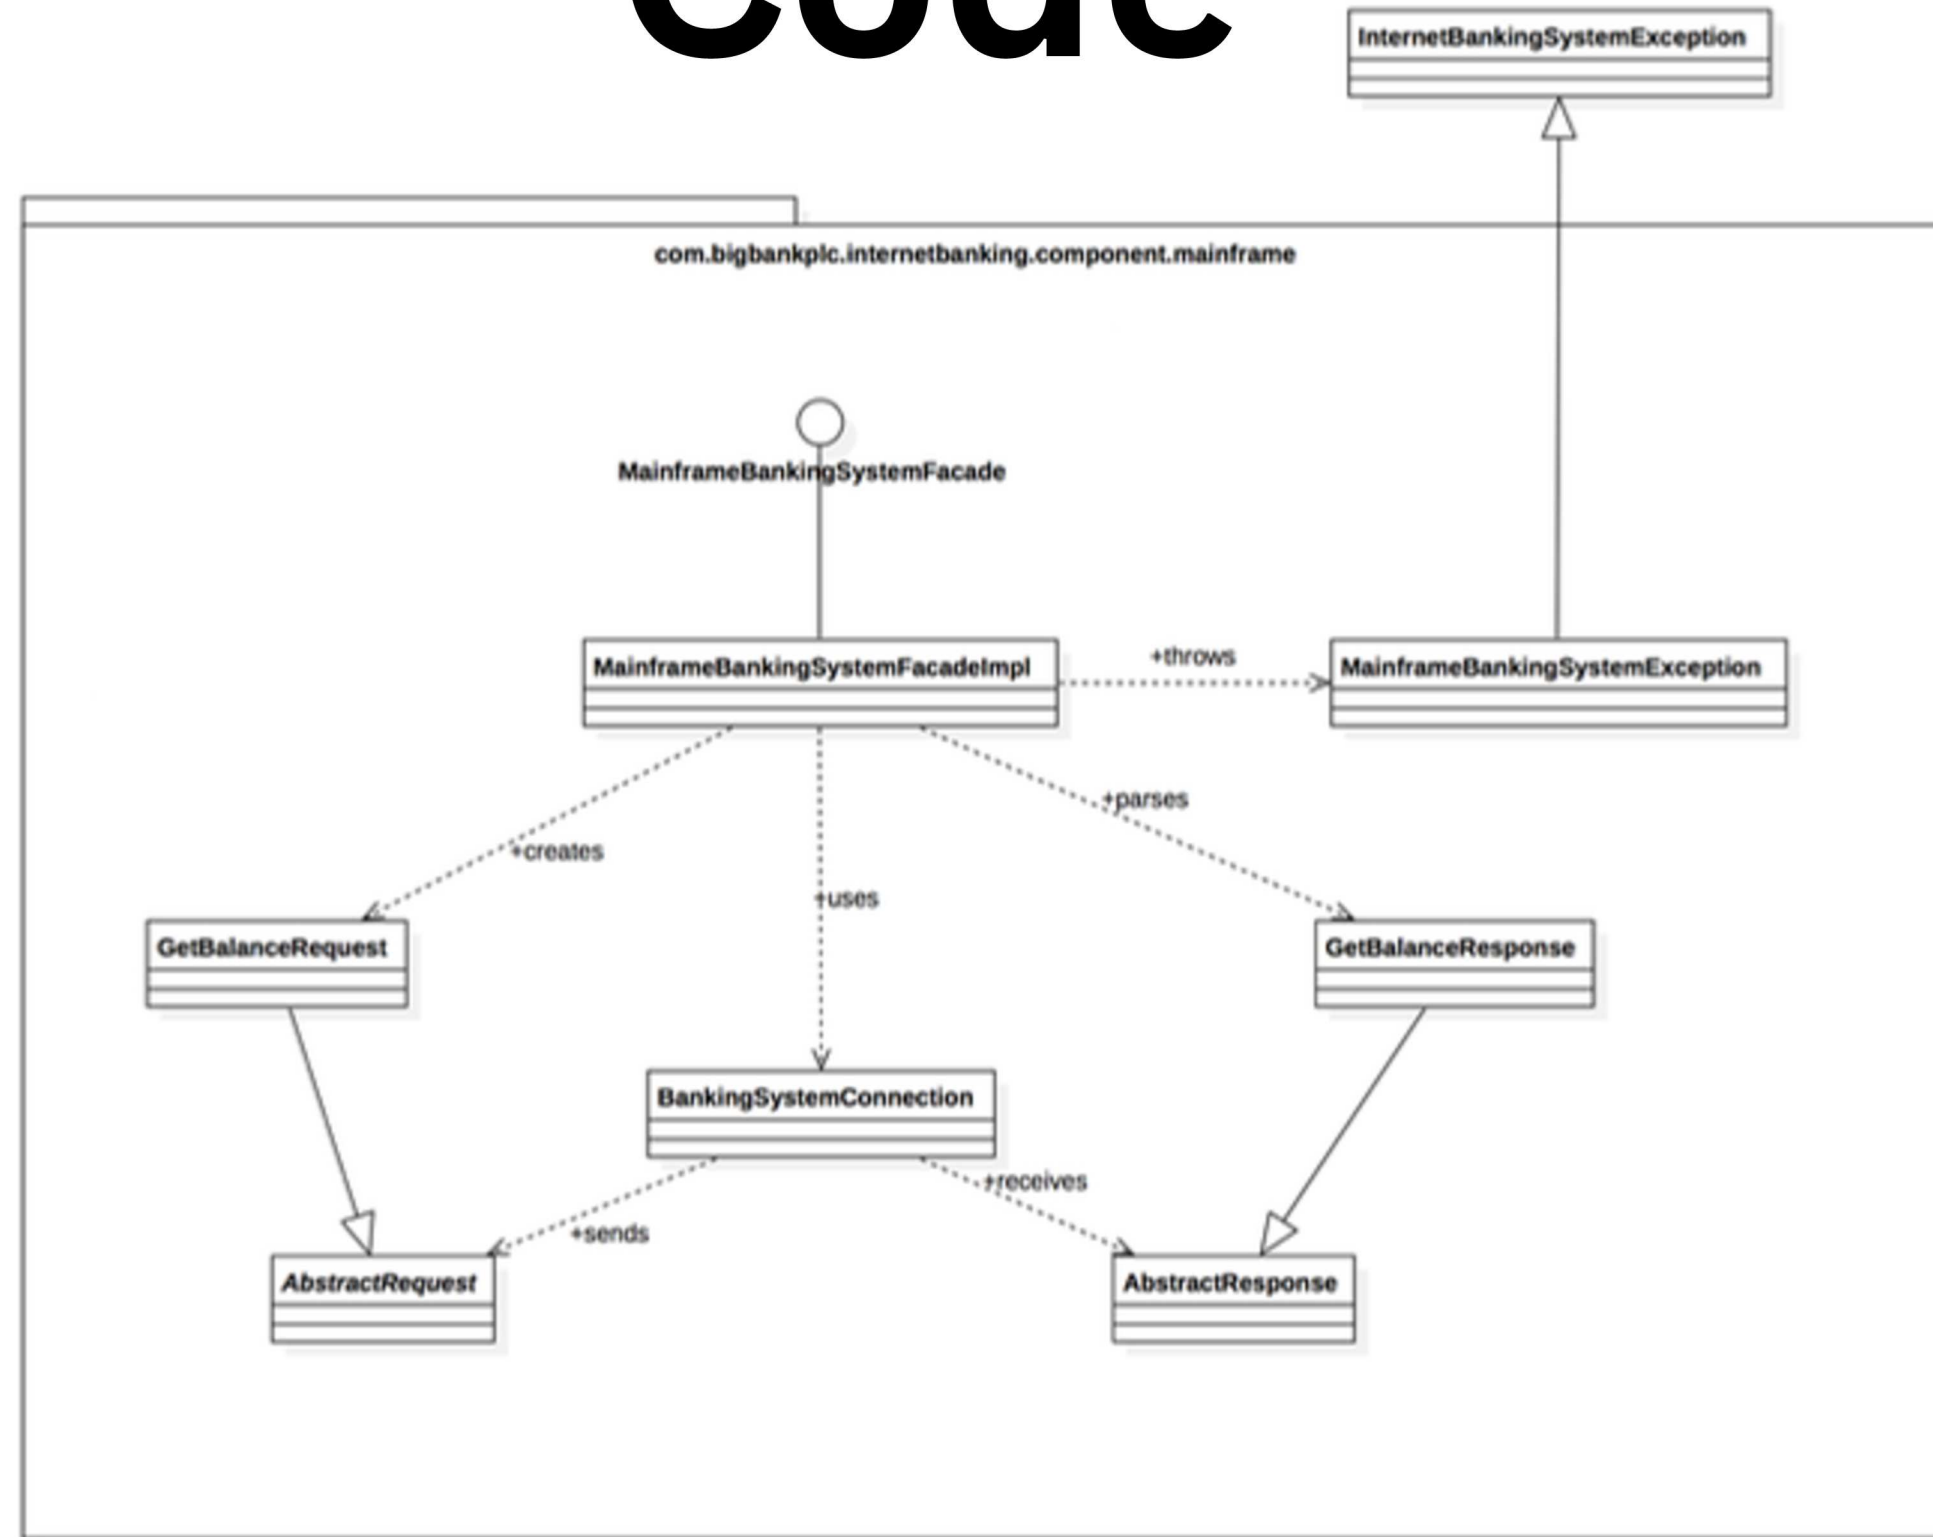 Code
InternetBankingSystemException
com.bigbankplc.internetbanking.component.mainframe
MainframeBankingSystemFacade
MainframeBankingSystemFacadeImpl
+throws
MainframeBankingSystemException
+parses
+creates
+uses
GetBalanceRequest
GetBalanceResponse
BankingSystemConnection
+receives
+sends
AbstractRequest
AbstractResponse